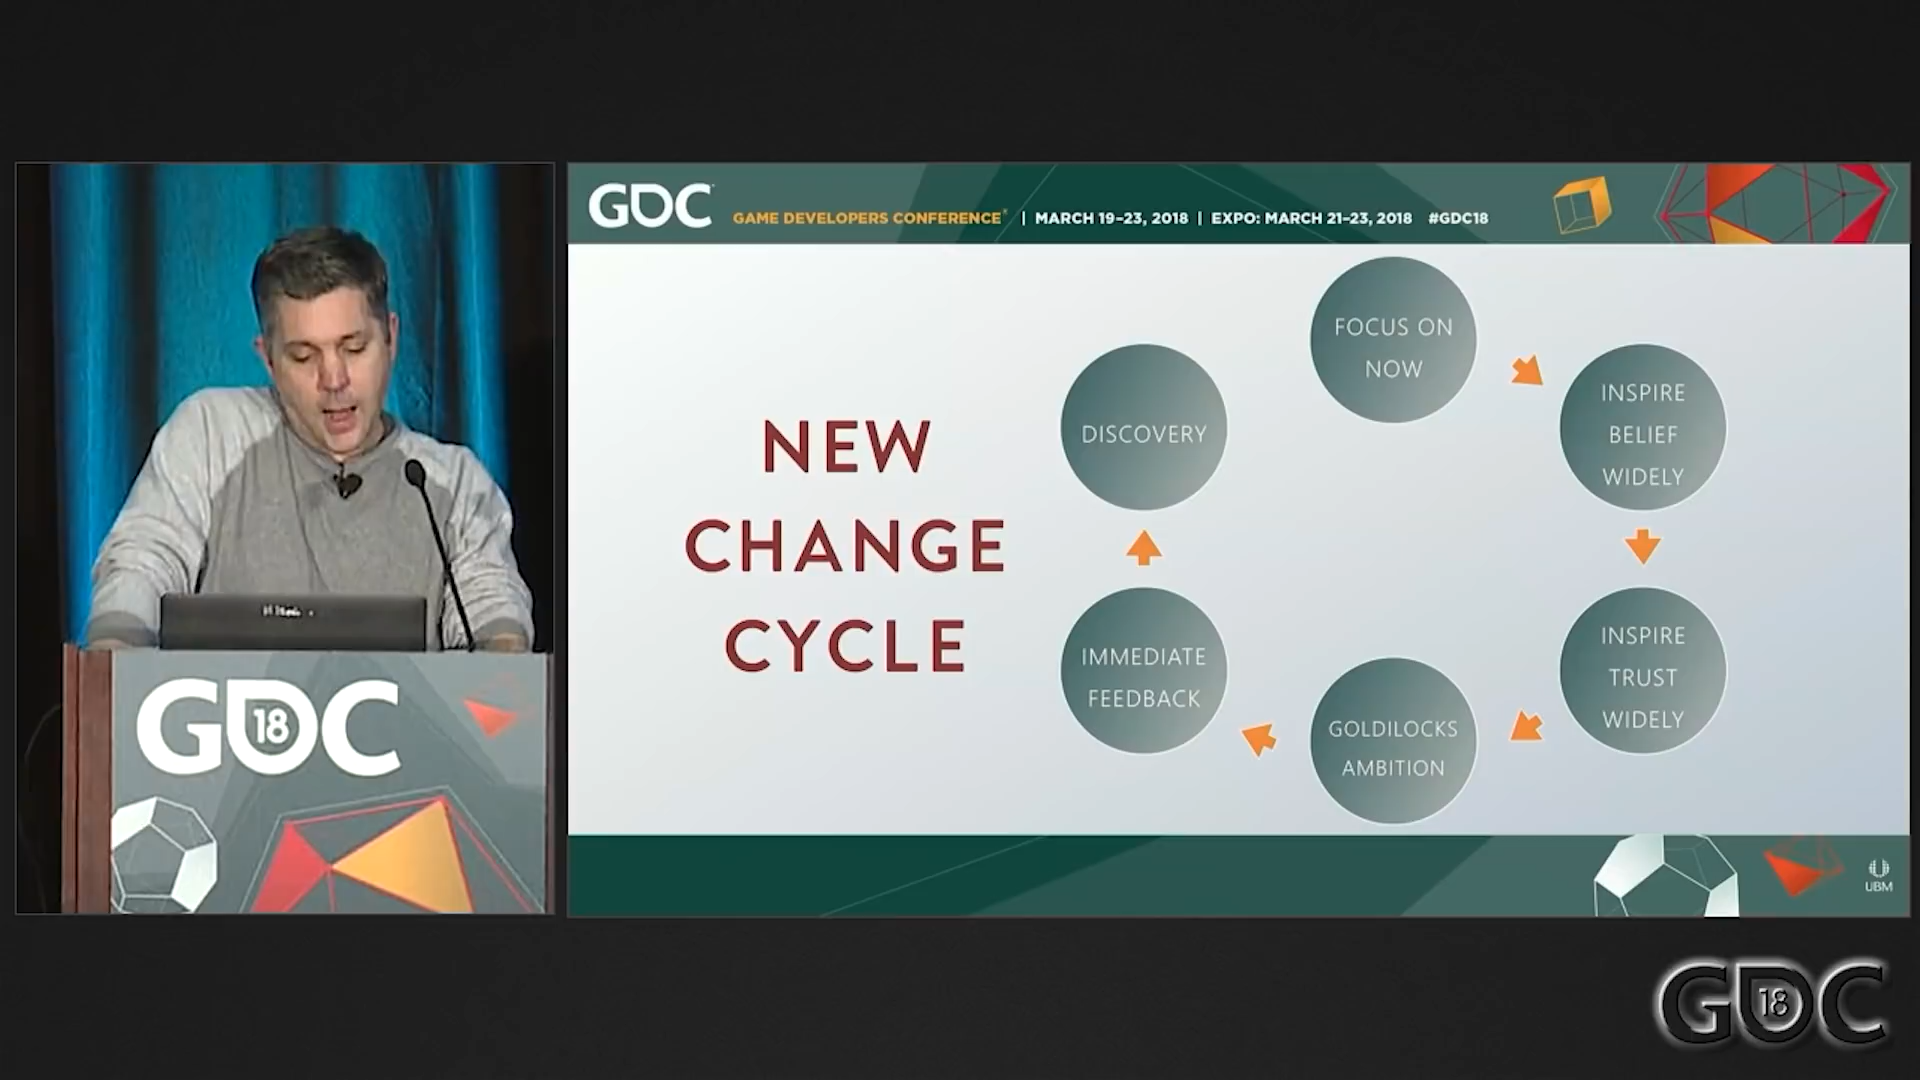 GDC
GAME DEVELOPERS CONFERENCE® | MARCH 19–23, 2018 | EXPO: MARCH 21–23, 2018 #GDC18
NEW
CHANGE
CYCLE
FOCUS ON
NOW
INSPIRE
BELIEF
WIDELY
INSPIRE
TRUST
WIDELY
GOLDILOCKS
AMBITION
IMMEDIATE
FEEDBACK
DISCOVERY
UBM
GDC
18
GDC
18